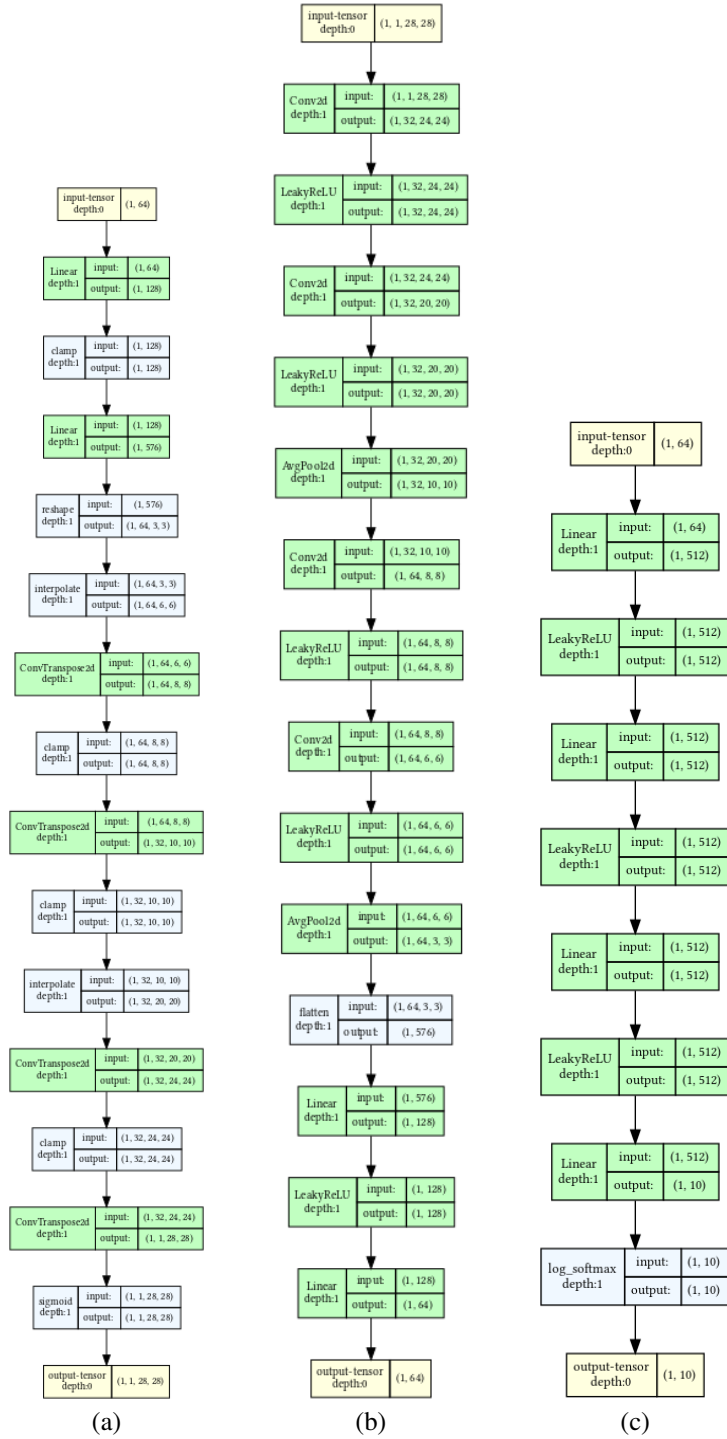 input-tensor
depth:0
(1, 64)
Linear
depth:1
input:
(1, 64)
output:
(1, 128)
clamp
depth:1
input:
(1, 128)
output:
(1, 128)
Linear
depth:1
input:
(1, 128)
output:
(1, 576)
reshape
depth:1
input:
(1, 576)
output:
(1, 64, 3, 3)
interpolate
depth:1
input:
(1, 64, 3, 3)
output:
(1, 64, 6, 6)
ConvTranspose2d
depth:1
input:
(1, 64, 6, 6)
output:
(1, 64, 8, 8)
clamp
depth:1
input:
(1, 64, 8, 8)
output:
(1, 64, 8, 8)
ConvTranspose2d
depth:1
input:
(1, 64, 8, 8)
output:
(1, 32, 10, 10)
clamp
depth:1
input:
(1, 32, 10, 10)
output:
(1, 32, 10, 10)
interpolate
depth:1
input:
(1, 32, 10, 10)
output:
(1, 32, 20, 20)
ConvTranspose2d
depth:1
input:
(1, 32, 20, 20)
output:
(1, 32, 24, 24)
clamp
depth:1
input:
(1, 32, 24, 24)
output:
(1, 32, 24, 24)
ConvTranspose2d
depth:1
input:
(1, 32, 24, 24)
output:
(1, 1, 28, 28)
sigmoid
depth:1
input:
(1, 1, 28, 28)
output:
(1, 1, 28, 28)
output-tensor
depth:0
(1, 1, 28, 28)
(a)
input-tensor
depth:0
(1, 1, 28, 28)
Conv2d
depth:1
input:
(1, 1, 28, 28)
output:
(1, 32, 24, 24)
LeakyReLU
depth:1
input:
(1, 32, 24, 24)
output:
(1, 32, 24, 24)
Conv2d
depth:1
input:
(1, 32, 24, 24)
output:
(1, 32, 20, 20)
LeakyReLU
depth:1
input:
(1, 32, 20, 20)
output:
(1, 32, 20, 20)
AvgPool2d
depth:1
input:
(1, 32, 20, 20)
output:
(1, 32, 10, 10)
Conv2d
depth:1
input:
(1, 32, 10, 10)
output:
(1, 64, 8, 8)
LeakyReLU
depth:1
input:
(1, 64, 8, 8)
output:
(1, 64, 8, 8)
Conv2d
depth:1
input:
(1, 64, 8, 8)
output:
(1, 64, 6, 6)
LeakyReLU
depth:1
input:
(1, 64, 6, 6)
output:
(1, 64, 6, 6)
AvgPool2d
depth:1
input:
(1, 64, 6, 6)
output:
(1, 64, 3, 3)
flatten
depth:1
input:
(1, 64, 3, 3)
output:
(1, 576)
Linear
depth:1
input:
(1, 576)
output:
(1, 128)
LeakyReLU
depth:1
input:
(1, 128)
output:
(1, 128)
Linear
depth:1
input:
(1, 128)
output:
(1, 64)
output-tensor
depth:0
(1, 64)
(b)
input-tensor
depth:0
(1, 64)
Linear
depth:1
input:
(1, 64)
output:
(1, 512)
LeakyReLU
depth:1
input:
(1, 512)
output:
(1, 512)
Linear
depth:1
input:
(1, 512)
output:
(1, 512)
LeakyReLU
depth:1
input:
(1, 512)
output:
(1, 512)
Linear
depth:1
input:
(1, 512)
output:
(1, 512)
LeakyReLU
depth:1
input:
(1, 512)
output:
(1, 512)
Linear
depth:1
input:
(1, 512)
output:
(1, 10)
log_softmax
depth:1
input:
(1, 10)
output:
(1, 10)
output-tensor
depth:0
(1, 10)
(c)